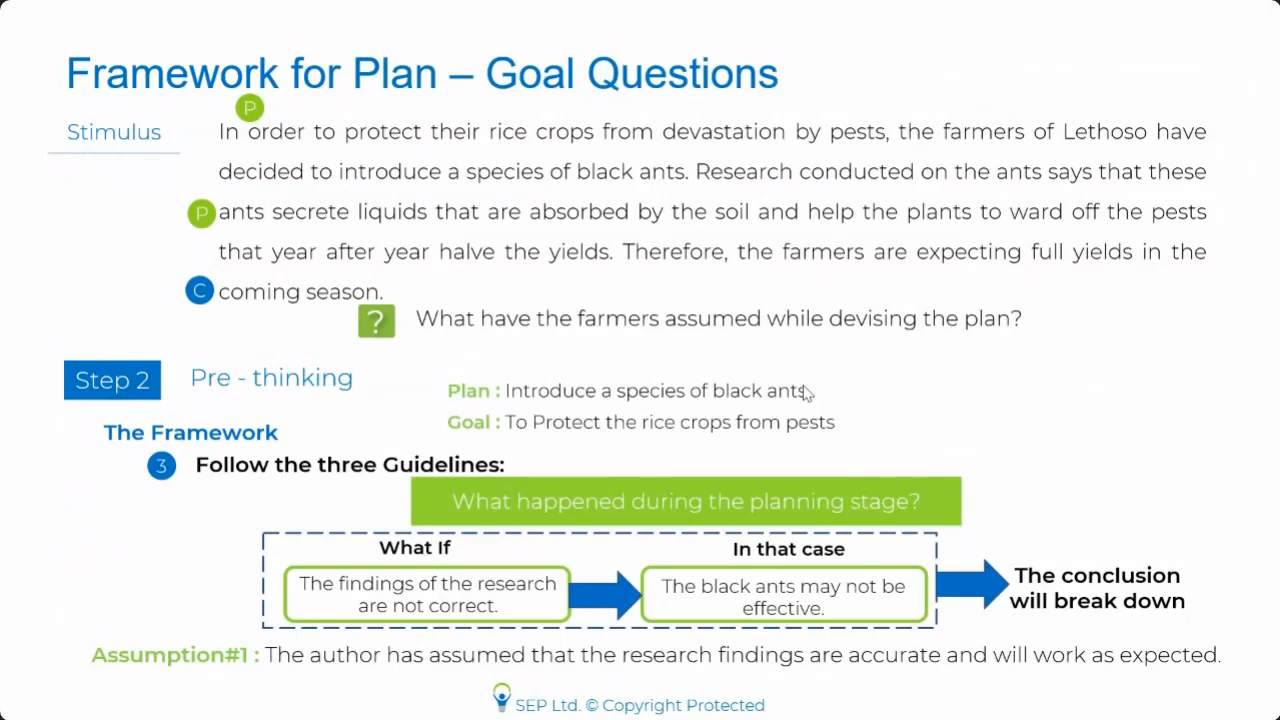 Framework for Plan – Goal Questions
P
Stimulus
In order to protect their rice crops from devastation by pests, the farmers of Lethoso have
decided to introduce a species of black ants. Research conducted on the ants says that these
P
ants secrete liquids that are absorbed by the soil and help the plants to ward off the pests
that year after year halve the yields. Therefore, the farmers are expecting full yields in the
C
coming season.
?
What have the farmers assumed while devising the plan?
Step 2
Pre - thinking
Plan : Introduce a species of black ants
Goal : To Protect the rice crops from pests
The Framework
3
Follow the three Guidelines:
What happened during the planning stage?
What If
In that case
The findings of the research
are not correct.
The black ants may not be
effective.
The conclusion
will break down
Assumption#1 : The author has assumed that the research findings are accurate and will work as expected.
SEP Ltd. © Copyright Protected